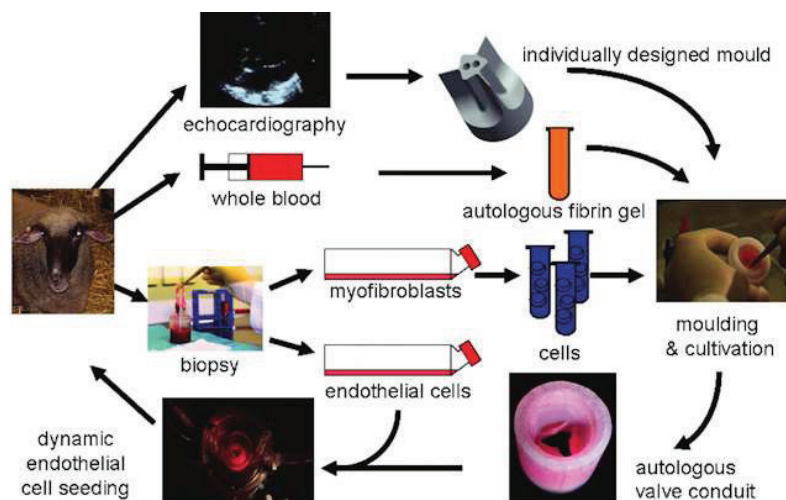 individually designed mould
echocardiography
whole blood
autologous fibrin gel
myofibroblasts
biopsy
cells
moulding
& cultivation
endothelial cells
dynamic
endothelial
cell seeding
autologous
valve conduit